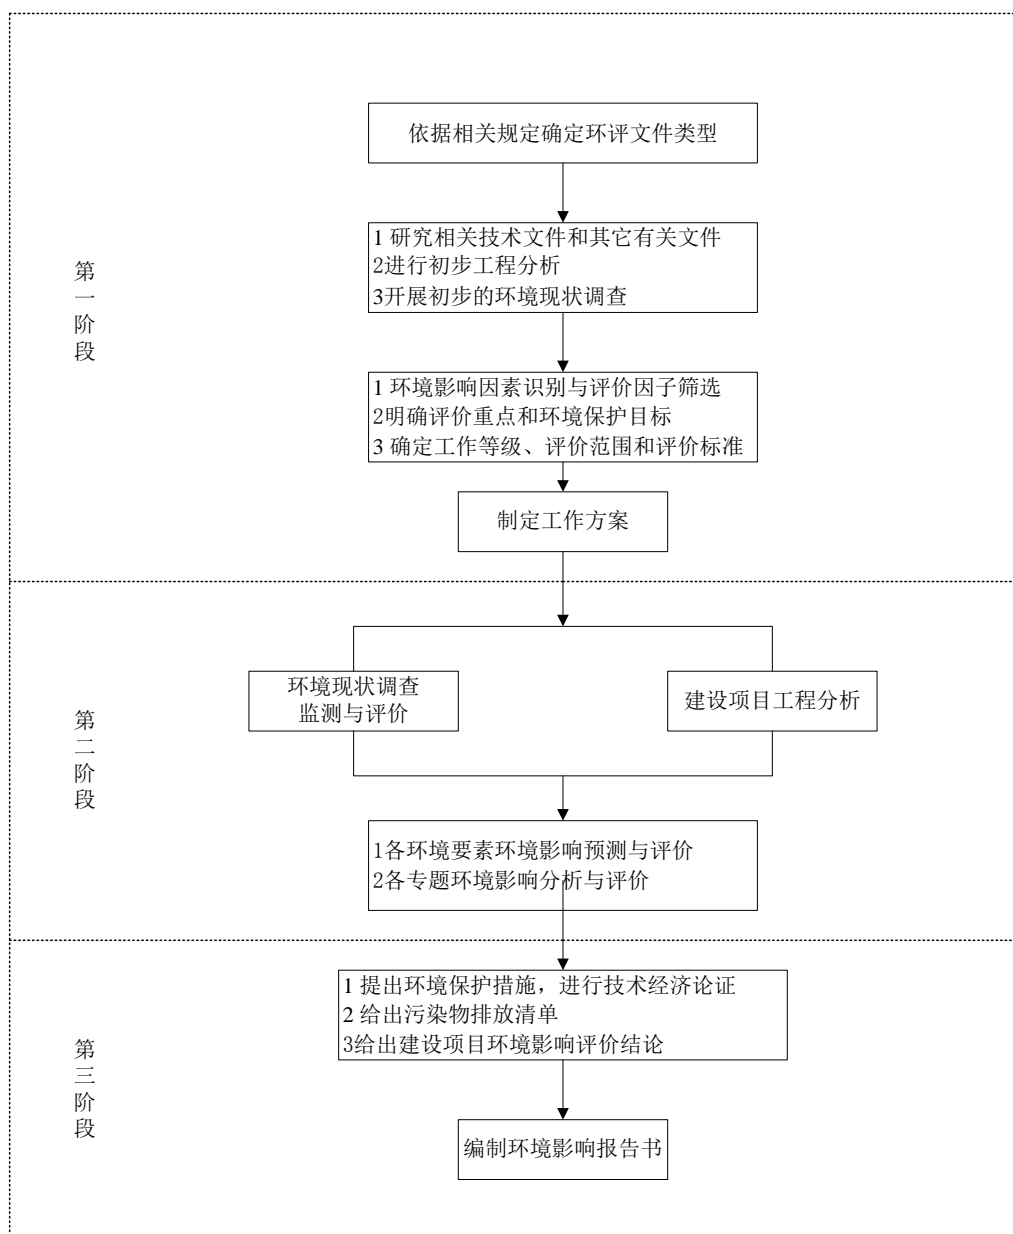 依据相关规定确定环评文件类型
1 研究相关技术文件和其它有关文件
2进行初步工程分析
3开展初步的环境现状调查
第
一
阶
段
1 环境影响因素识别与评价因子筛选
2明确评价重点和环境保护目标
3 确定工作等级、评价范围和评价标准
制定工作方案
环境现状调查
监测与评价
建设项目工程分析
第
二
阶
段
1各环境要素环境影响预测与评价
2各专题环境影响分析与评价
1 提出环境保护措施，进行技术经济论证
2 给出污染物排放清单
3给出建设项目环境影响评价结论
第
三
阶
段
编制环境影响报告书